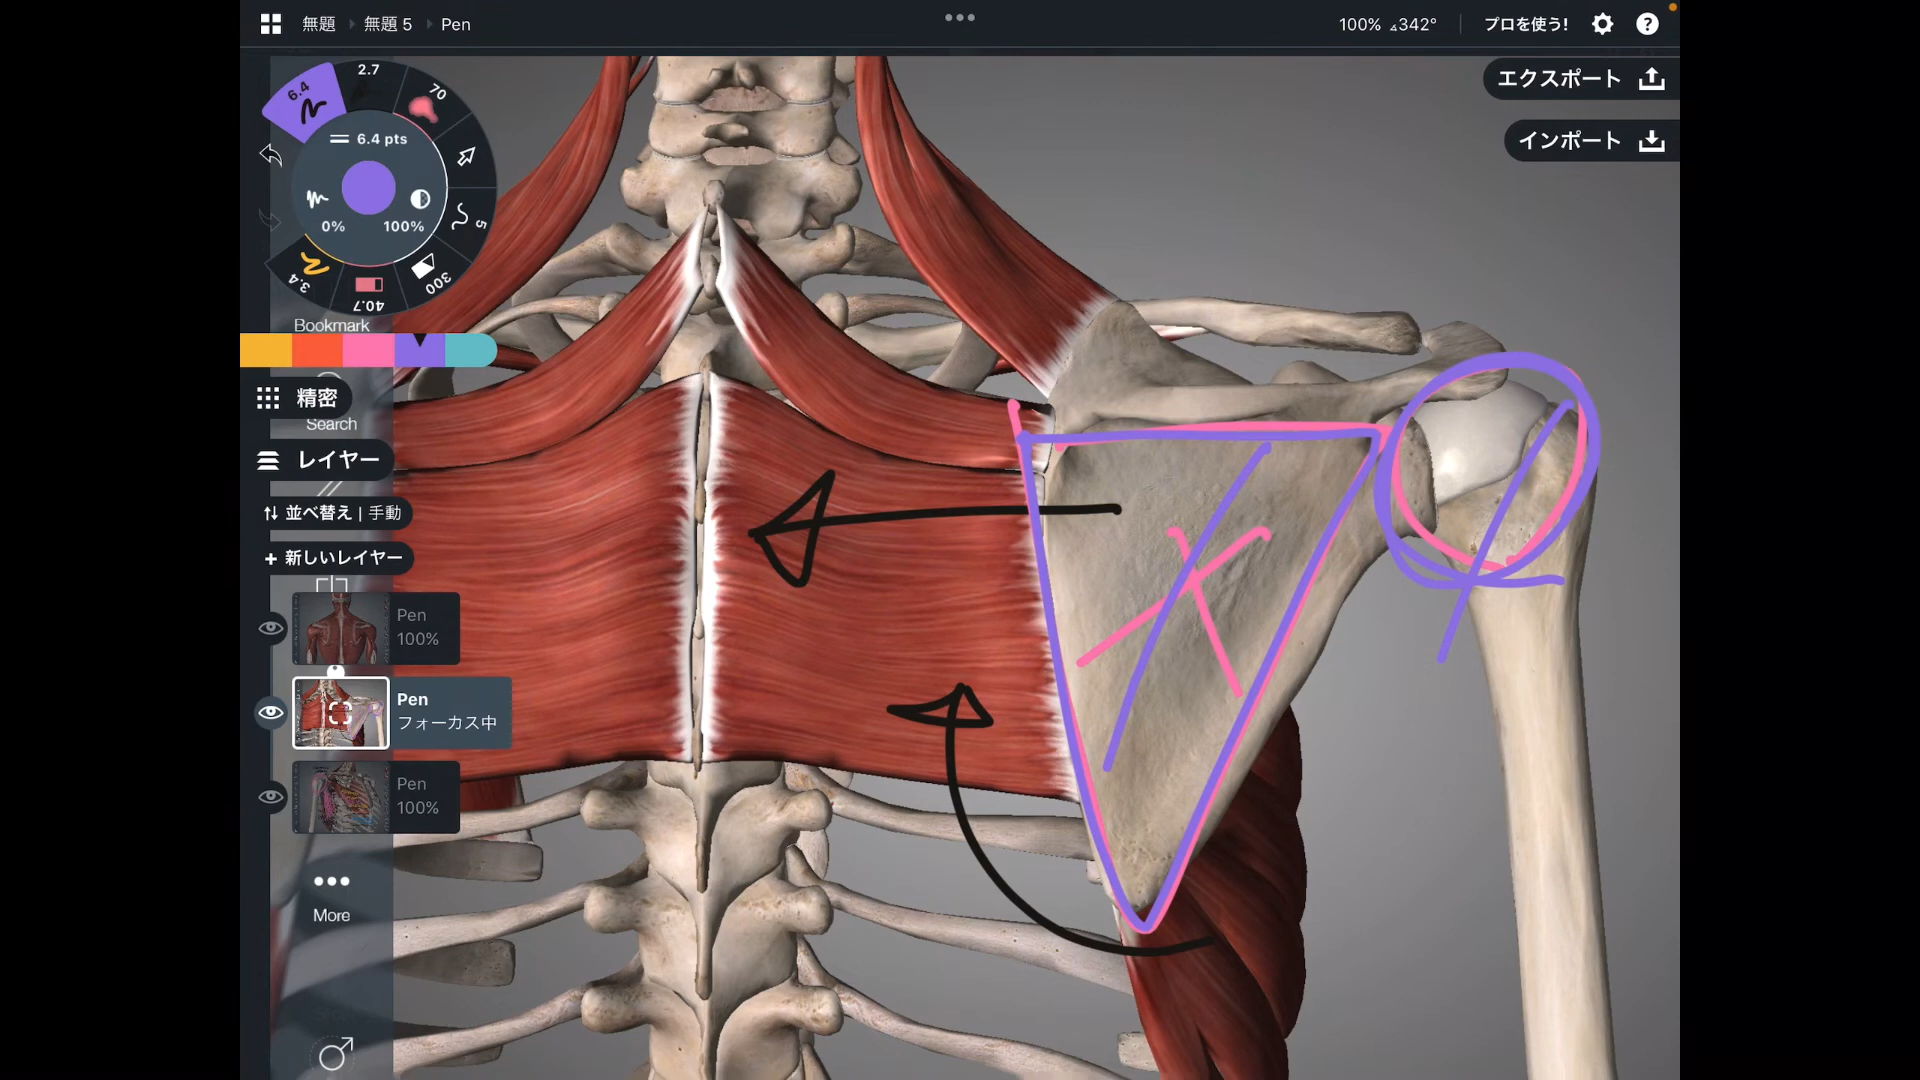 無題 無題 5 Pen
100% ⊿342°
プロを使う!
エクスポート
インポート
2.7
6.4
70
6.4 pts
5
0% 100%
3.4
40.7
300
Bookmark
精密
Search
レイヤー
並べ替え | 手動
+ 新しいレイヤー
Pen
100%
Pen
フォーカス中
Pen
100%
More